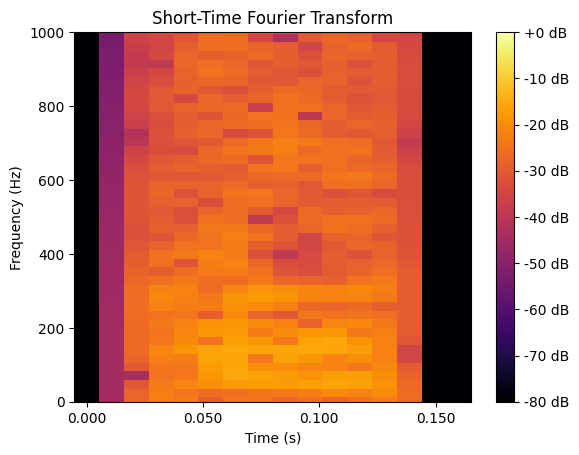 Short-Time Fourier Transform
1000
800
600
400
200
0
Frequency (Hz)
0.000
0.050
0.100
0.150
Time (s)
+0 dB
-10 dB
-20 dB
-30 dB
-40 dB
-50 dB
-60 dB
-70 dB
-80 dB